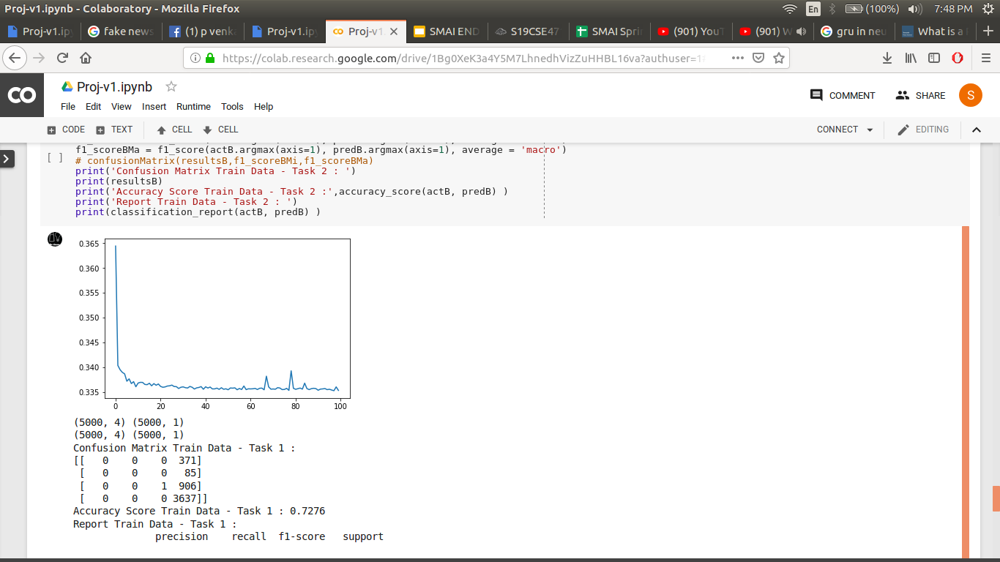 Proj-v1.ipynb - Colaboratory - Mozilla Firefox
En
(100%)
7:48 PM
Proj-v1.ip
fake news
(1) p venk
Proj-v1.ip
Proj-v1
SMAI END
S19CSE47
SMAI Spri
(901) YouT
(901) W
gru in neu
What is a
https://colab.research.google.com/drive/1Bg0XeK3a4Y5M7LhnedhVizZuHHBL16va?authuser=1
CO
Proj-v1.ipynb
COMMENT
SHARE
S
File Edit View Insert Runtime Tools Help
CODE TEXT CELL CELL
CONNECT
EDITING
f1_scoreBMa = f1_score(actB.argmax(axis=1), predB.argmax(axis=1), average = 'macro')
[ ] # confusionMatrix(resultsB,f1_scoreBMi,f1_scoreBMa)
print('Confusion Matrix Train Data - Task 2 : ')
print(resultsB)
print('Accuracy Score Train Data - Task 2 :',accuracy_score(actB, predB) )
print('Report Train Data - Task 2 : ')
print(classification_report(actB, predB) )
0.365
0.360
0.355
0.350
0.345
0.340
0.335
0 20 40 60 80 100
(5000, 4) (5000, 1)
(5000, 4) (5000, 1)
Confusion Matrix Train Data - Task 1 :
[[ 0 0 0 371]
[ 0 0 0 85]
[ 0 0 1 906]
[ 0 0 0 3637]]
Accuracy Score Train Data - Task 1 : 0.7276
Report Train Data - Task 1 :
precision recall f1-score support